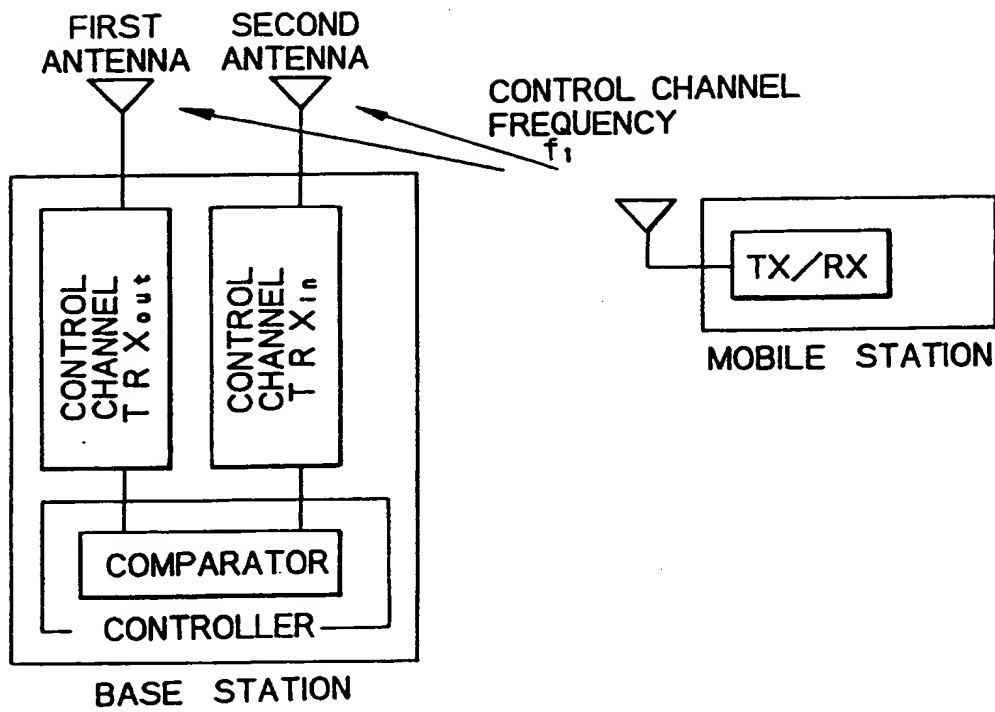 FIRST
ANTENNA
SECOND
ANTENNA
CONTROL CHANNEL
FREQUENCY
f1
CONTROL
CHANNEL
TRXout
CONTROL
CHANNEL
TRXin
TX/RX
MOBILE STATION
COMPARATOR
CONTROLLER
BASE STATION